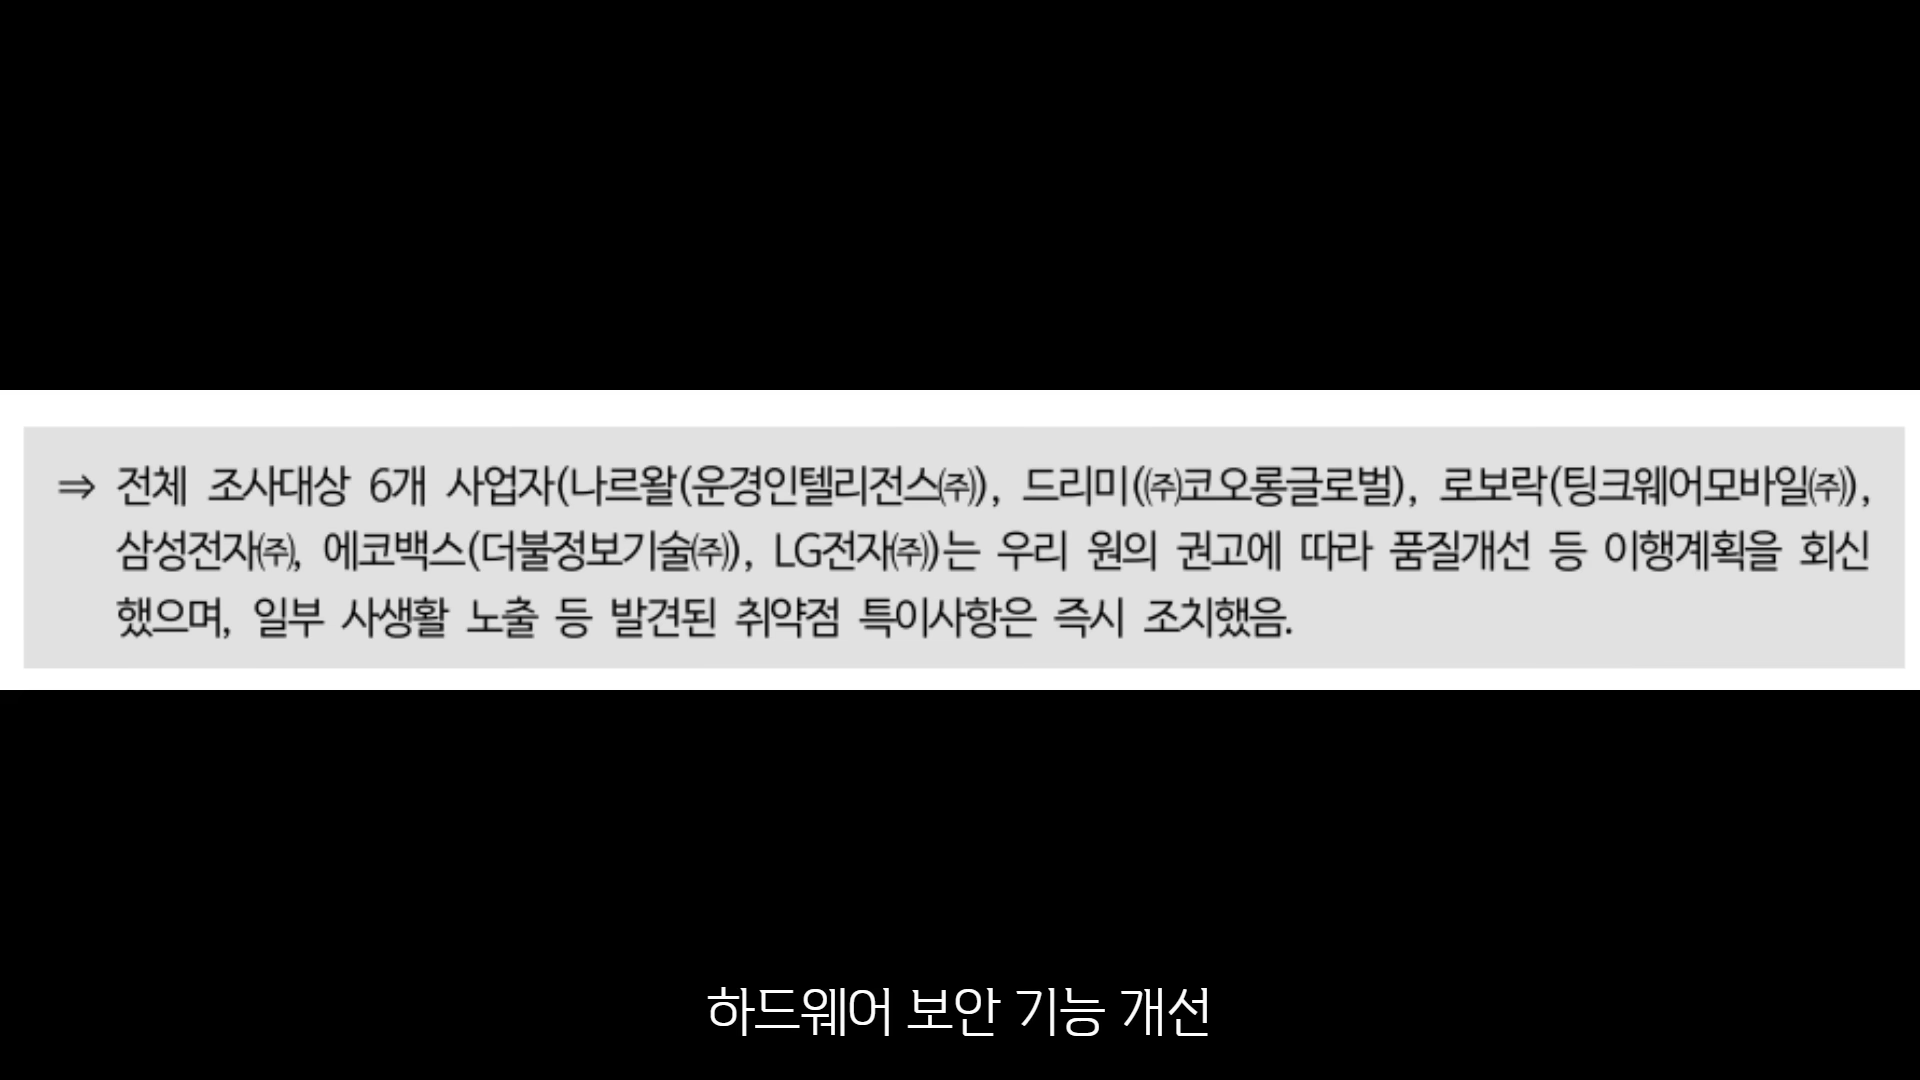 ⇒ 전체 조사대상 6개 사업자(나르왈(운경인텔리전스㈜), 드리미(㈜코오롱글로벌), 로보락(팅크웨어모바일㈜),
삼성전자㈜, 에코백스(더불정보기술㈜), LG전자㈜)는 우리 원의 권고에 따라 품질개선 등 이행계획을 회신
했으며, 일부 사생활 노출 등 발견된 취약점 특이사항은 즉시 조치했음.
하드웨어 보안 기능 개선